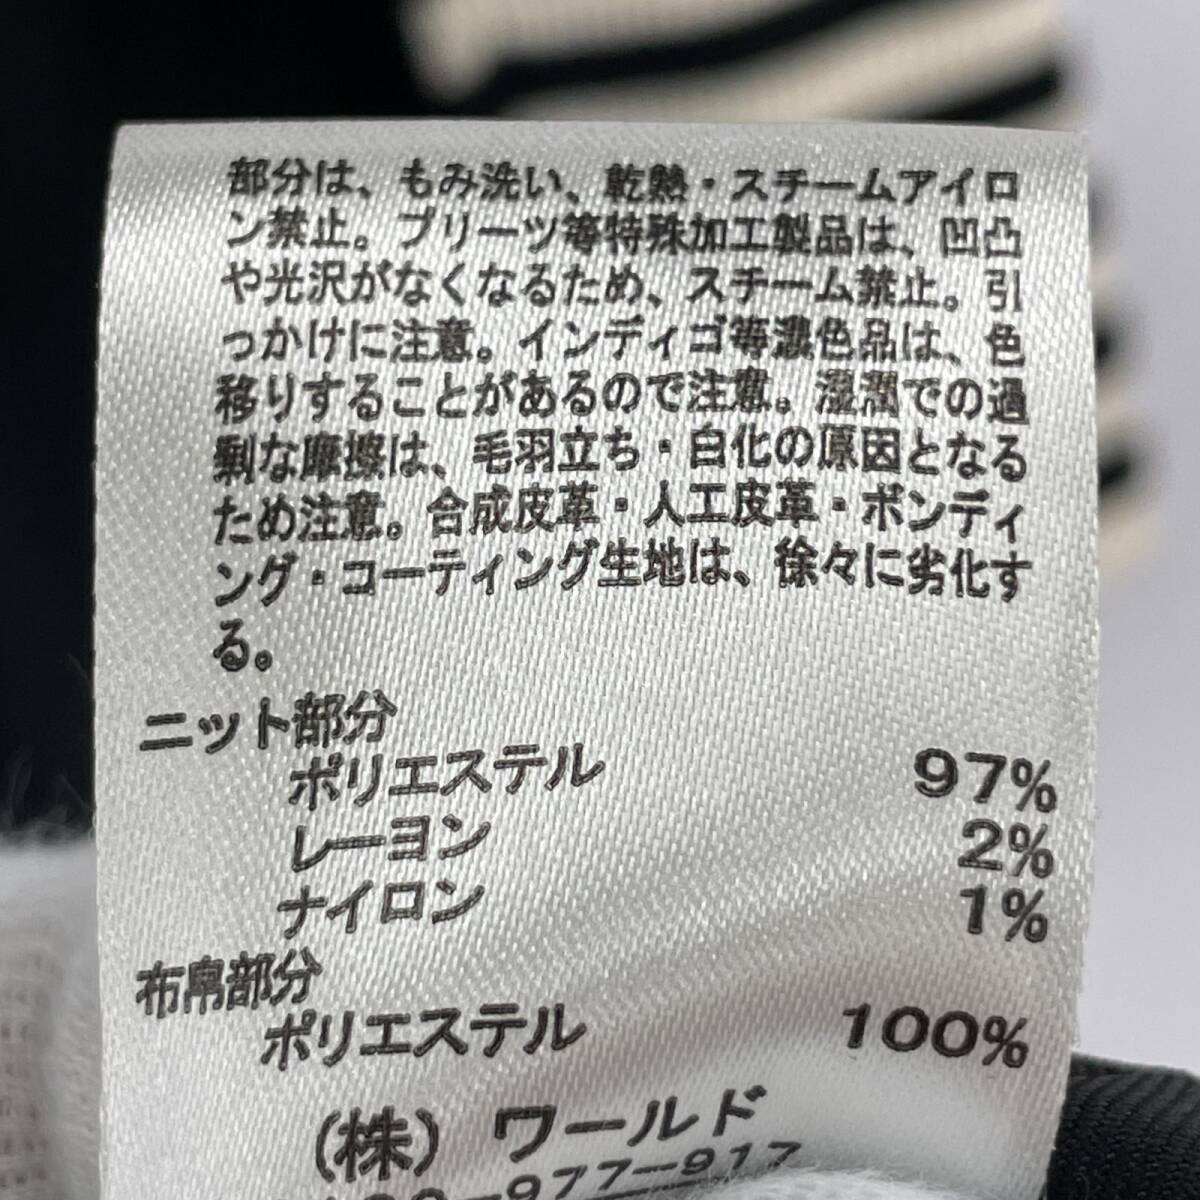 部分は、もみ洗い、乾熱・スチームアイロ
ン禁止。プリーツ等特殊加工製品は、凹凸
や光沢がなくなるため、スチーム禁止。引
っかけに注意。インディゴ等濃色品は、色
移りすることがあるので注意。湿潤での過
剰な摩擦は、毛羽立ち・白化の原因となる
ため注意。合成皮革・人工皮革・ボンディ
ング・コーティング生地は、徐々に劣化す
る。
ニット部分
ポリエステル 97%
レーヨン 2%
ナイロン 1%
布帛部分
ポリエステル 100%
(株) ワールド
-977-917